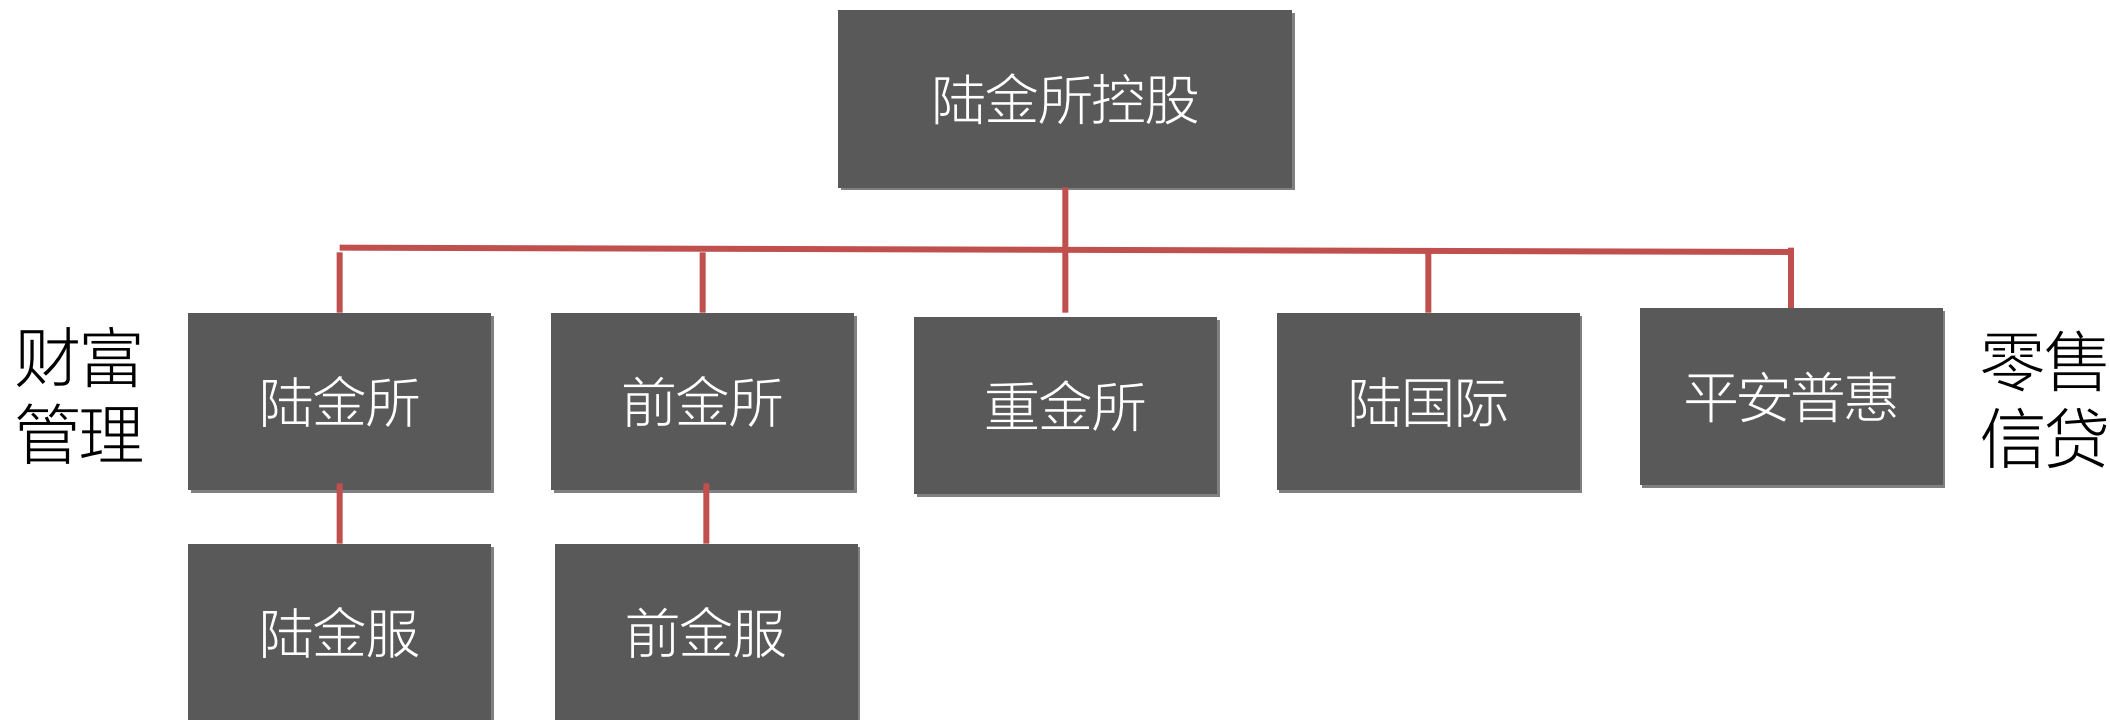 陆金所控股
财富
管理
陆金所
前金所
重金所
陆国际
平安普惠
零售
信贷
陆金服
前金服